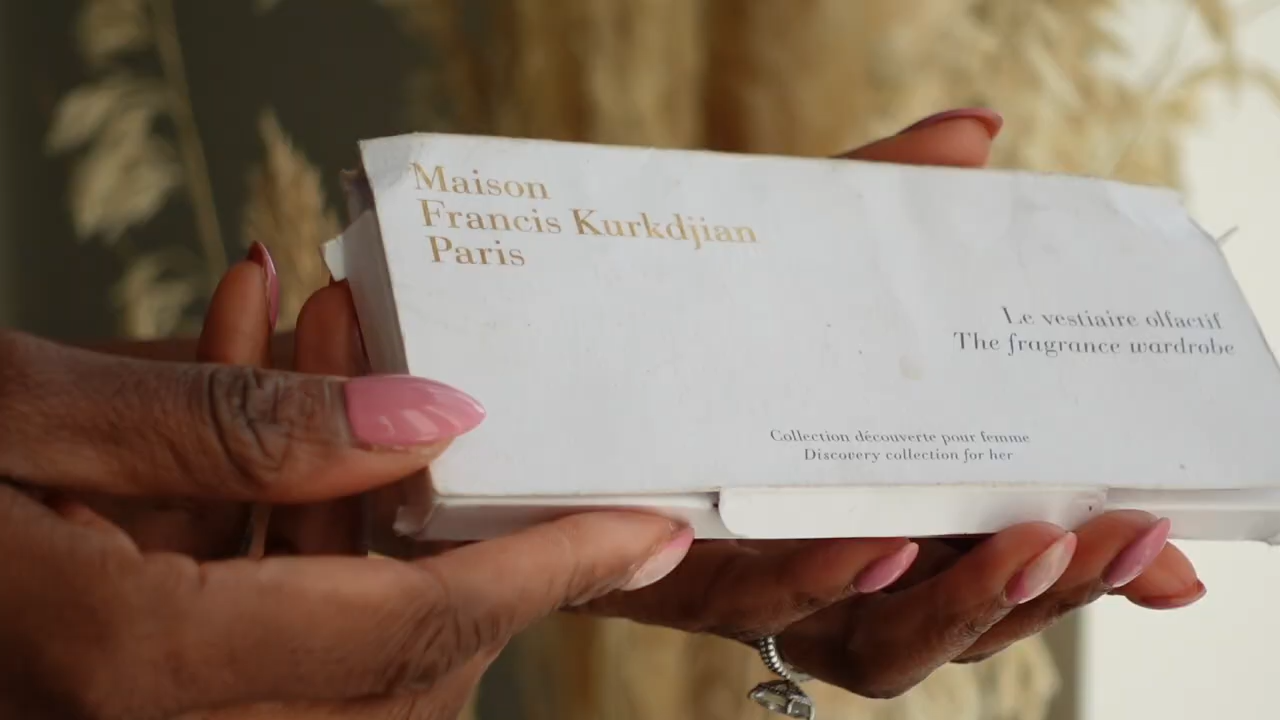 Maison
Francis Kurkdjian
Paris
Le vestiaire olfactif
The fragrance wardrobe
Collection découverte pour femme
Discovery collection for her